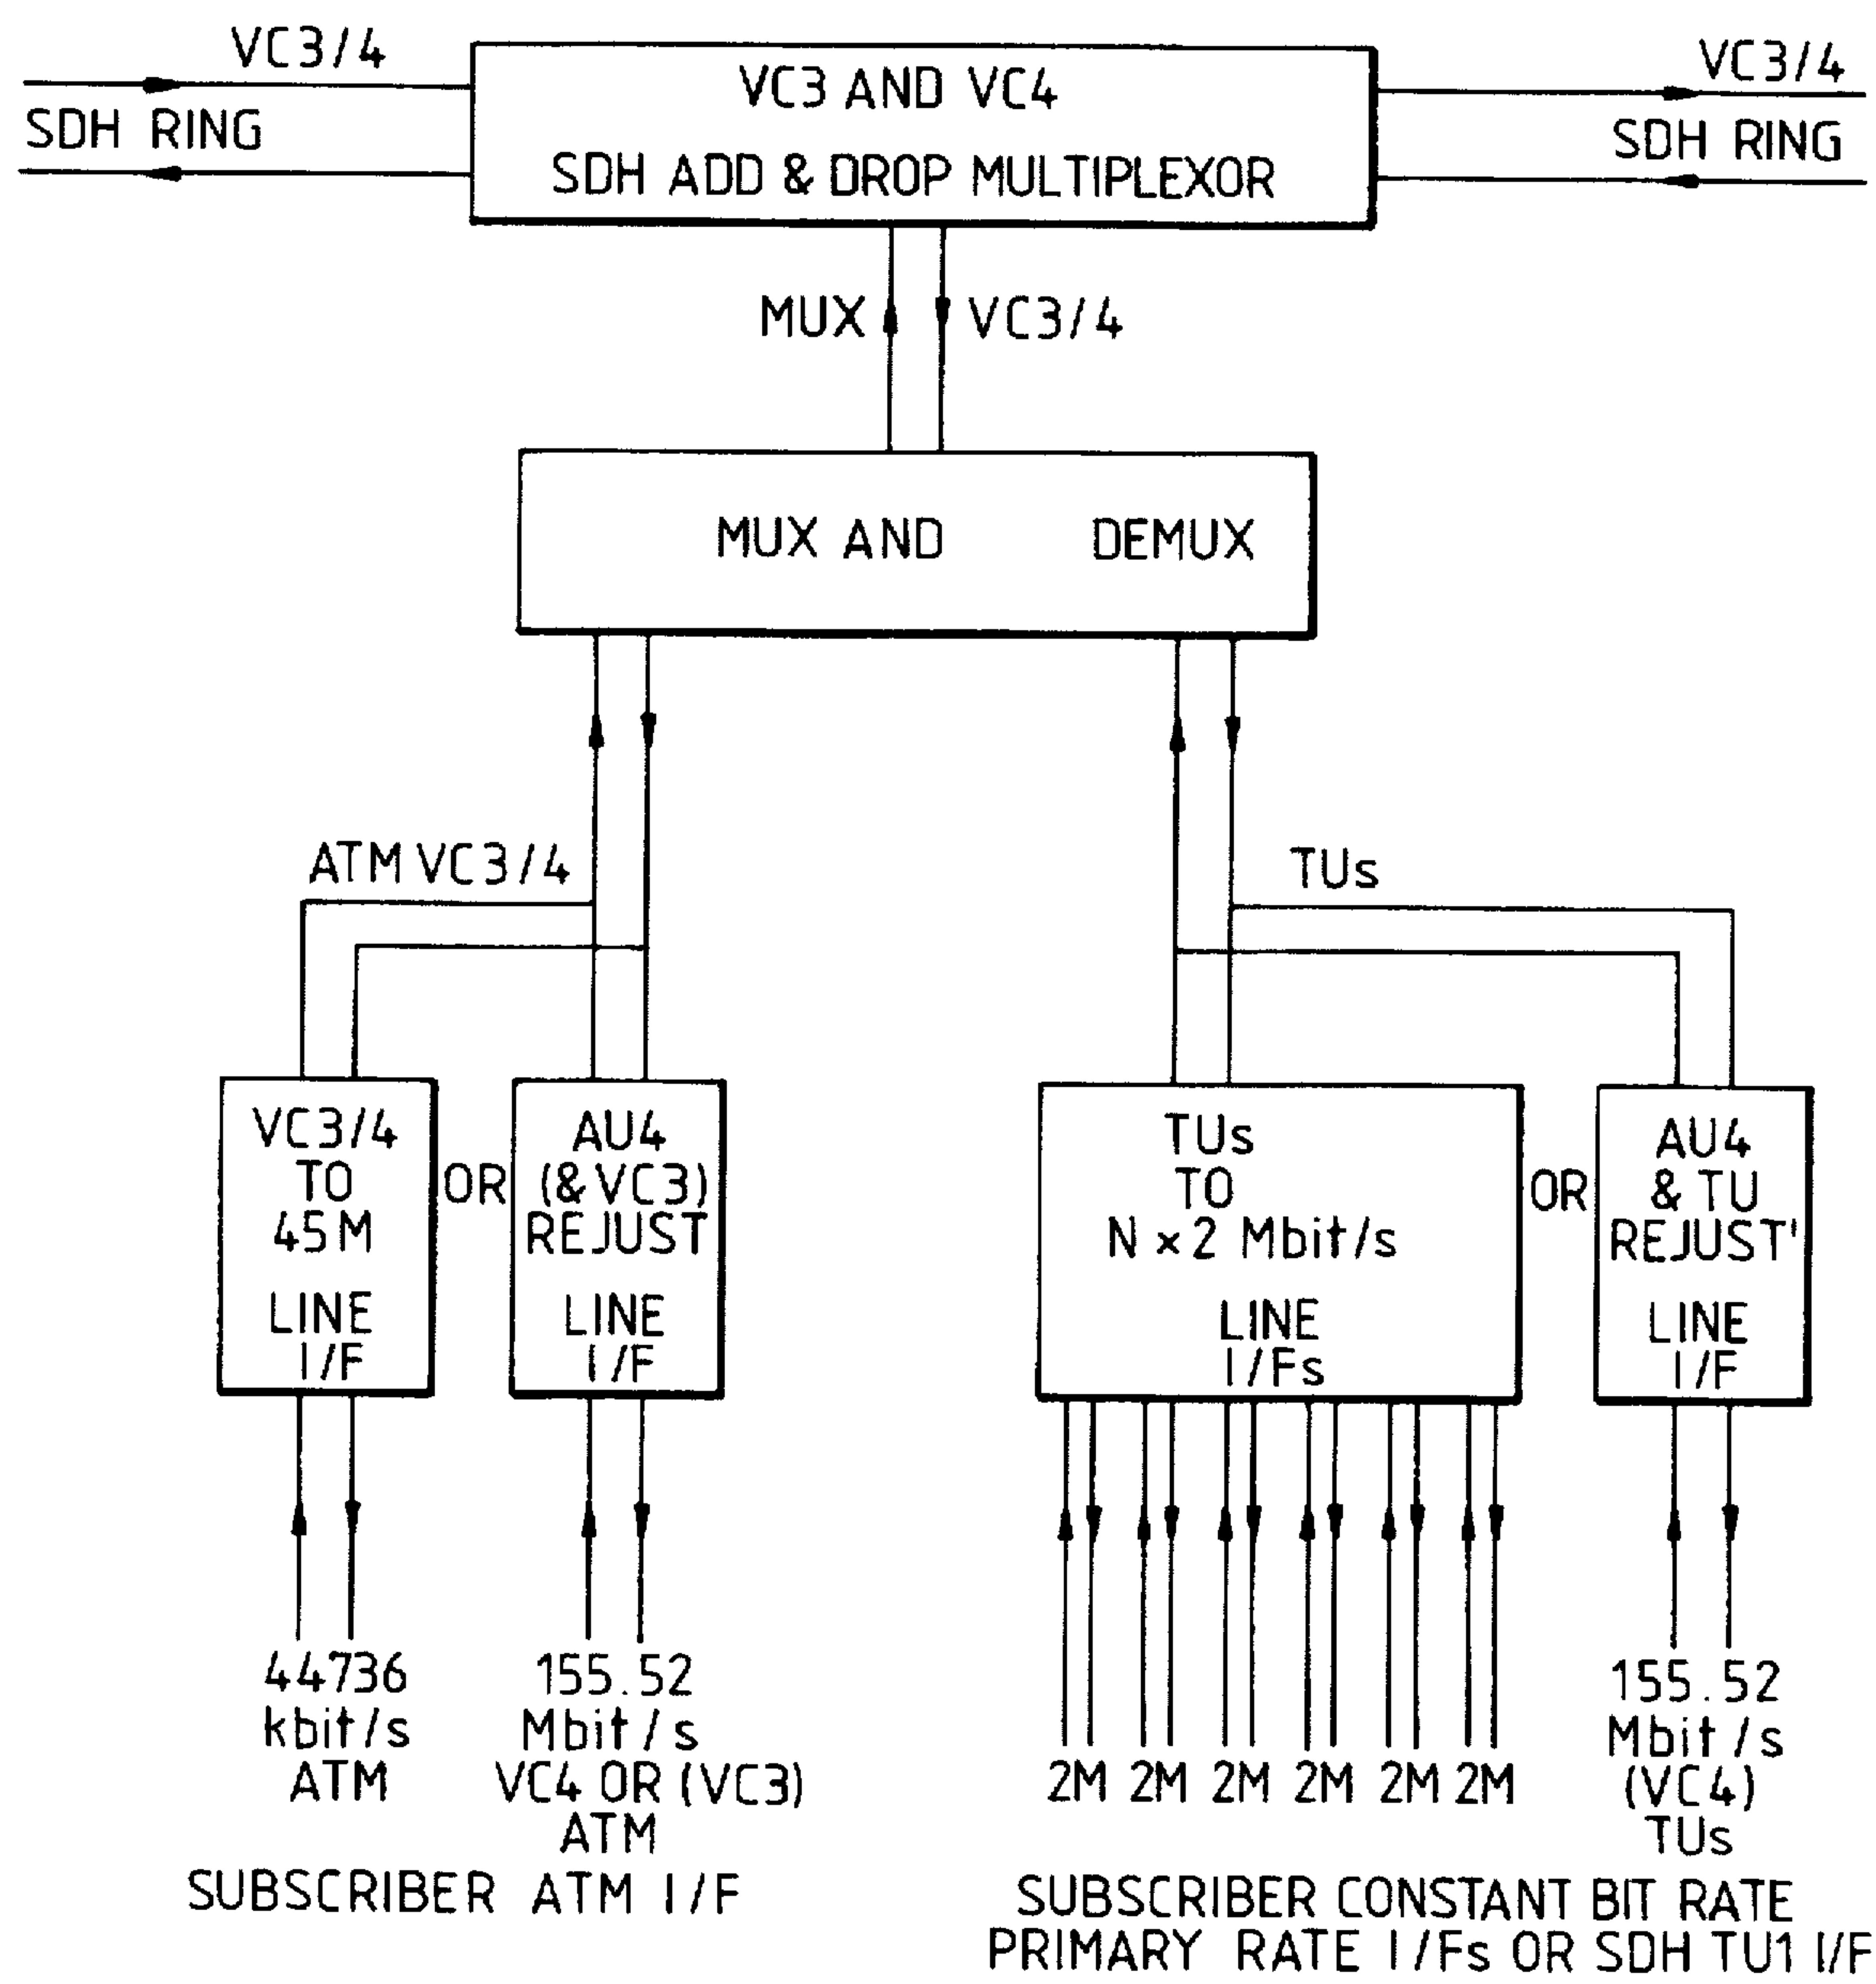 VC3/4
VC3/4
SDH RING
SDH RING
VC3 AND VC4
SDH ADD & DROP MULTIPLEXOR
MUX
VC3/4
MUX AND DEMUX
ATM VC3/4
TUs
VC3/4
TO
45M
LINE
I/F
OR
AU4
(& VC3)
REJUST
LINE
I/F
TUs
TO
N × 2 Mbit/s
LINE
I/Fs
OR
AU4
& TU
REJUST'
LINE
I/F
44736
kbit/s
ATM
155.52
Mbit/s
VC4 OR (VC3)
ATM
2M 2M 2M 2M 2M 2M
155.52
Mbit/s
(VC4)
TUs
SUBSCRIBER ATM I/F
SUBSCRIBER CONSTANT BIT RATE
PRIMARY RATE I/Fs OR SDH TU1 I/F